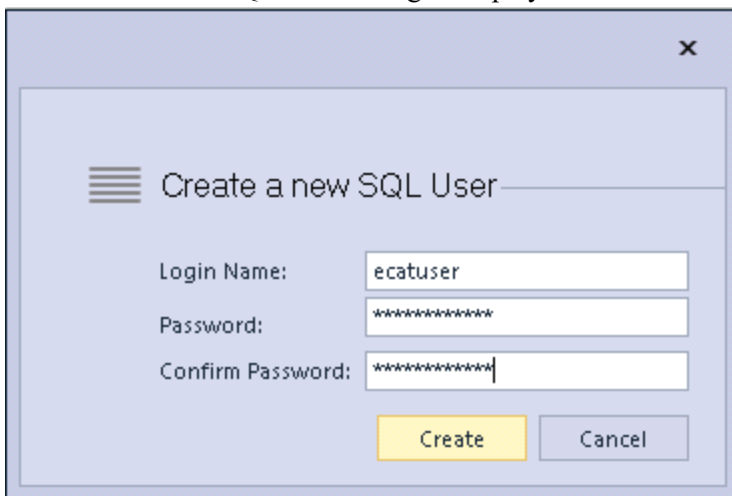 Create a new SQL User
Login Name: ecatuser
Password: ************
Confirm Password: ************
Create Cancel